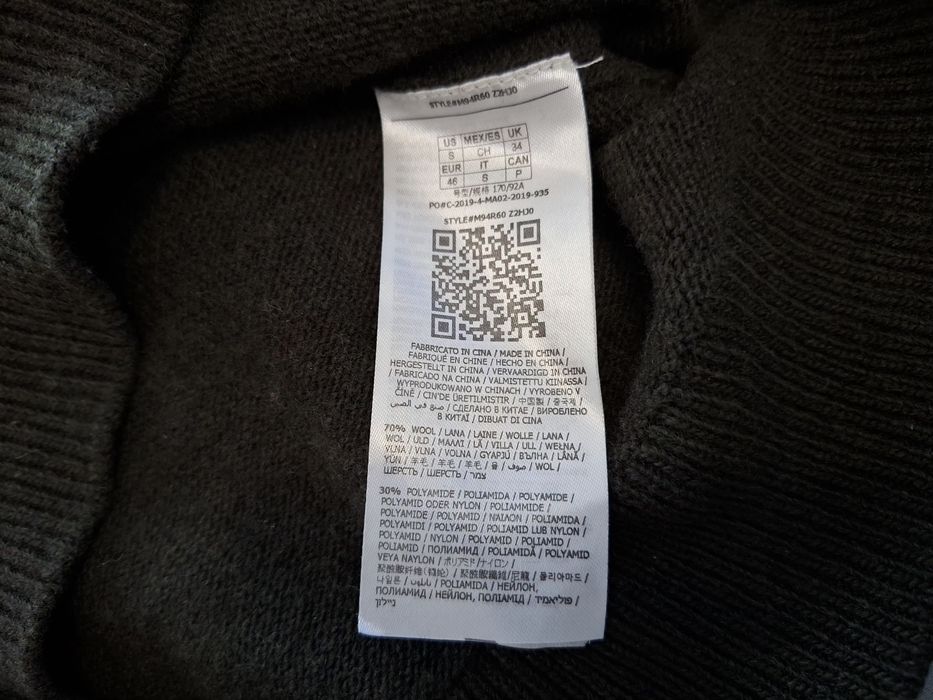 STYLE#M94R60 Z2HJ0
US MEX/ES UK
S CH 34
EUR IT CAN
46 S P
号型/规格 170/92A
PO#C-2019-4-MA02-2019-935
STYLE#M94R60 Z2HJ0
FABBRICATO IN CINA / MADE IN CHINA /
FABRIQUÉ EN CHINE / HECHO EN CHINA /
HERGESTELLT IN CHINA / VERVAARDIGD IN CHINA
/ FABRICADO NA CHINA / VALMISTETTU KIINASSA /
WYPRODUKOWANO W CHINACH / VYROBENO V
ČÍNĚ / CIN'DE ÜRETILMISTIR / 中国製 / 중국제 /
صنع في الصين / СДЕЛАНО В КИТАЕ / ВИРОБЛЕНО
В КИТАЇ / DIBUAT DI CINA
70% WOOL / LANA / LAINE / WOLLE / LANA /
WOL / ULD / ΜΑΛΛΙ / LÃ / VILLA / ULL / WEŁNA /
VLNA / VLNA / VOLNA / GYAPJÚ / ВЪЛНА / LÂNĂ /
YÜN / 羊毛 / 羊毛 / 羊毛 / 울 / صوف / WOL /
ШЕРСТЬ / ШЕРСТЬ / צמר
30% POLYAMIDE / POLIAMIDA / POLYAMIDE /
POLYAMID ODER NYLON / POLIAMMIDE /
POLYAMIDE / POLYAMID / ΝΑΙΛΟΝ / POLIAMIDA /
POLYAMIDI / POLYAMID / POLIAMID LUB NYLON /
POLYAMID / NYLON / POLYAMID / POLIAMID /
POLIAMID / ПОЛИАМИД / POLIAMIDĂ / POLYAMID
VEYA NAYLON / ポリアミド/ナイロン /
聚酰胺纤维(锦纶) / 聚醯胺纖維/尼龍 / 폴리아마드 /
나일론 / نايلون / POLIAMIDA / НЕЙЛОН,
ПОЛИАМИД / НЕЙЛОН, ПОЛІАМІД / פוליאמיד /
ניילון